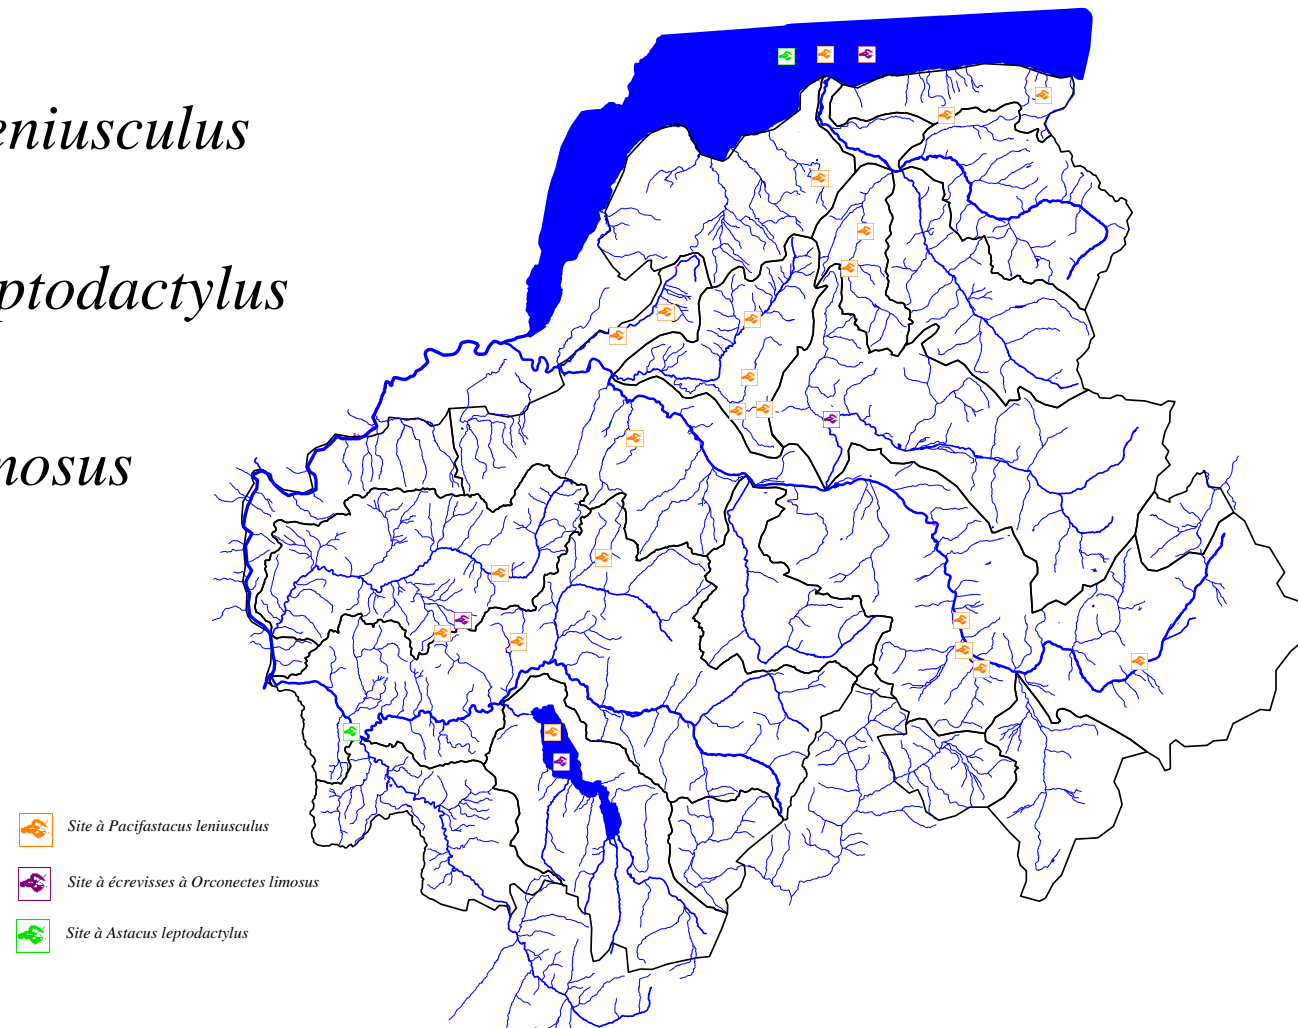 eniusculus
ptodactylus
nosus
Site à Pacifastacus leniusculus
Site à écrevisses à Orconectes limosus
Site à Astacus leptodactylus